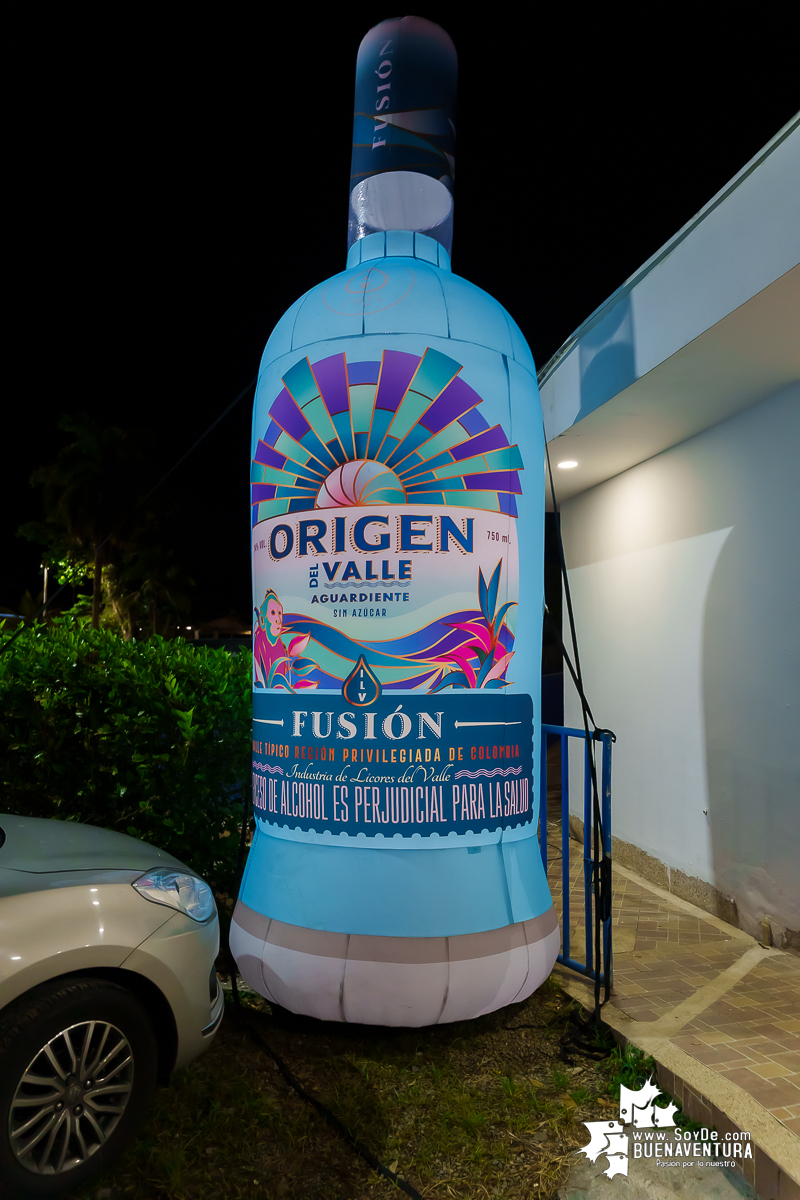 FUSIÓN
ORIGEN
750 ml.
DEL VALLE
AGUARDIENTE
SIN AZÚCAR
ILV
FUSIÓN
TÍPICO REGIÓN PRIVILEGIADA DE COLOMBIA
Industria de Licores del Valle
DE ALCOHOL ES PERJUDICIAL PARA LA SALUD
www.SoyDe.com
BUENAVENTURA
Pasión por lo nuestro